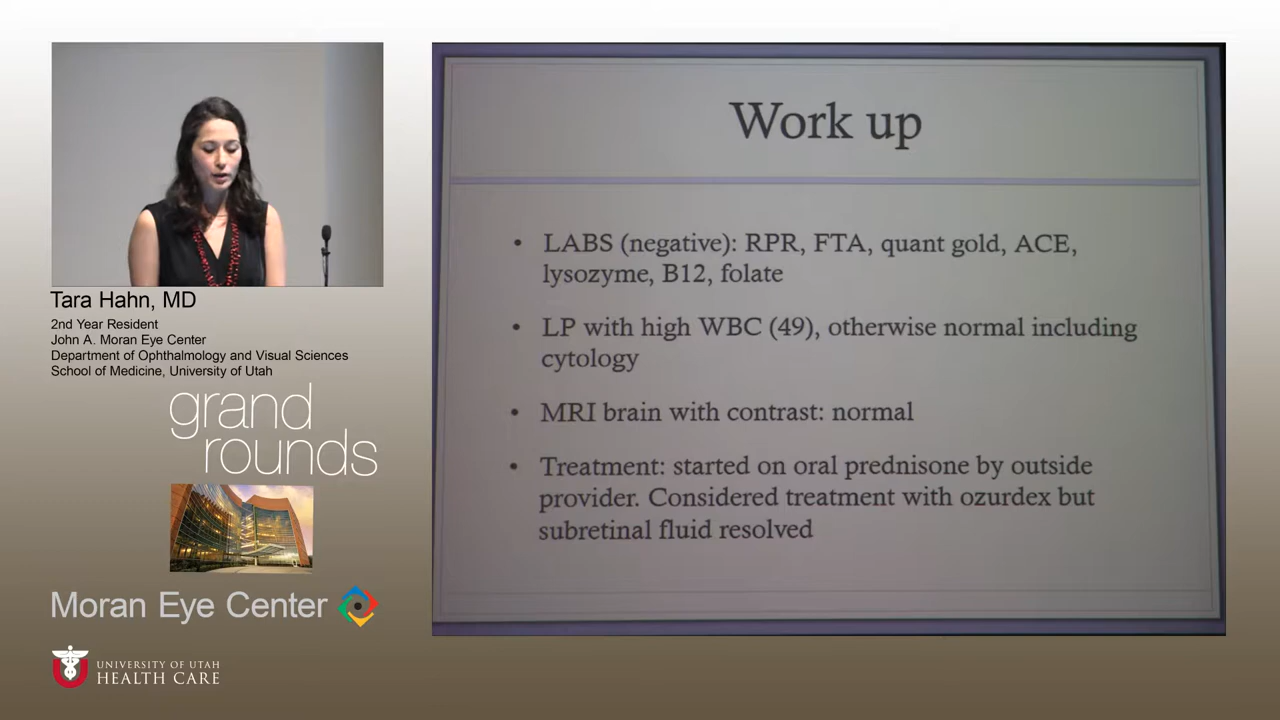 Work up
• LABS (negative): RPR, FTA, quant gold, ACE,
lysozyme, B12, folate
• LP with high WBC (49), otherwise normal including
cytology
• MRI brain with contrast: normal
• Treatment: started on oral prednisone by outside
provider. Considered treatment with ozurdex but
subretinal fluid resolved
Tara Hahn, MD
2nd Year Resident
John A. Moran Eye Center
Department of Ophthalmology and Visual Sciences
School of Medicine, University of Utah
grand
rounds
Moran Eye Center
UNIVERSITY OF UTAH
HEALTH CARE